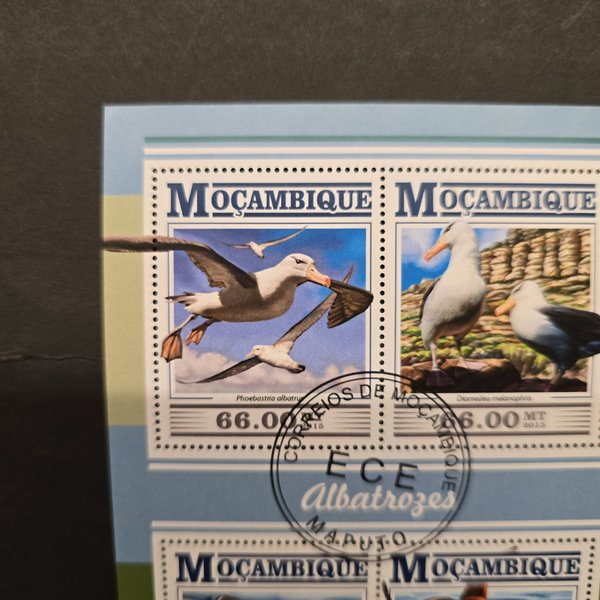 MOÇAMBIQUE
MOÇAMBIQUE
Phoebastria albatrus
Diomedea melanophris
66.00
2015
66.00 MT
2015
CORREIOS DE MOÇAMBIQUE
ECE
MAPUTO
Albatrozes
MOÇAMBIQUE
MOÇAMBIQUE